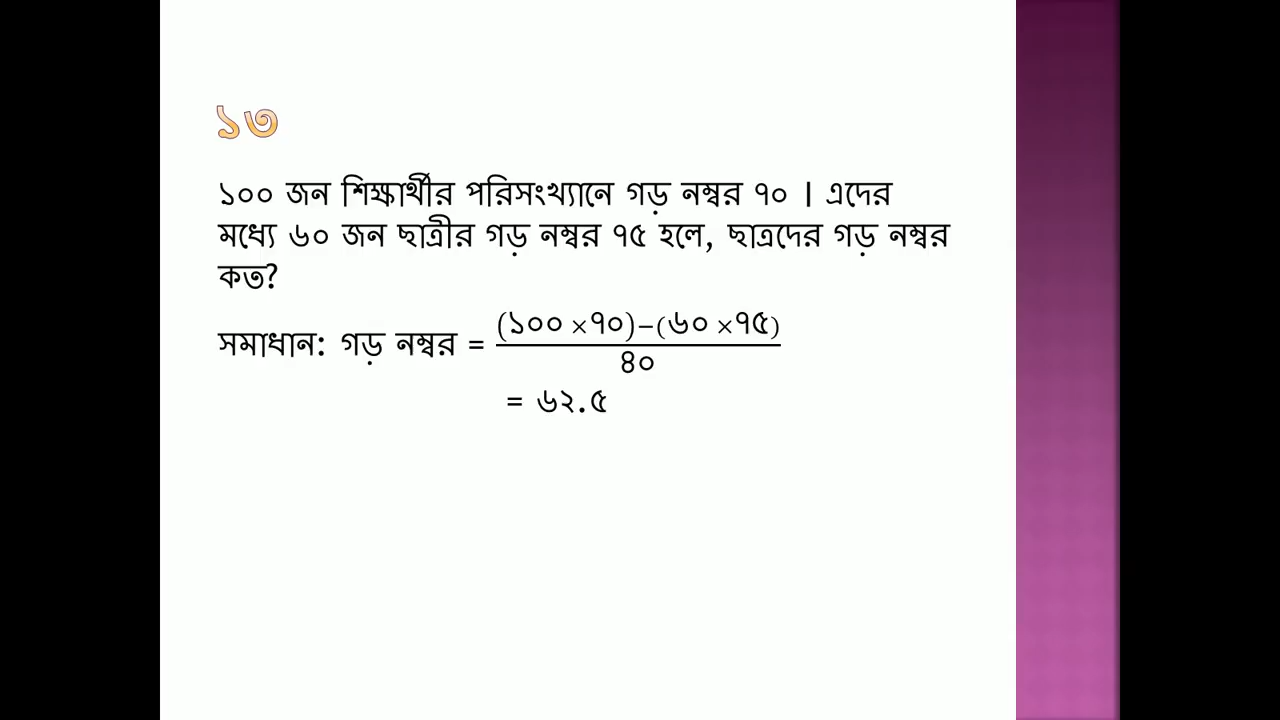 ১৩
১০০ জন শিক্ষার্থীর পরিসংখ্যানে গড় নম্বর ৭০ । এদের
মধ্যে ৬০ জন ছাত্রীর গড় নম্বর ৭৫ হলে, ছাত্রদের গড় নম্বর
কত?
সমাধান: গড় নম্বর = (১০০ ×৭০)−(৬০ ×৭৫)
৪০
= ৬২.৫